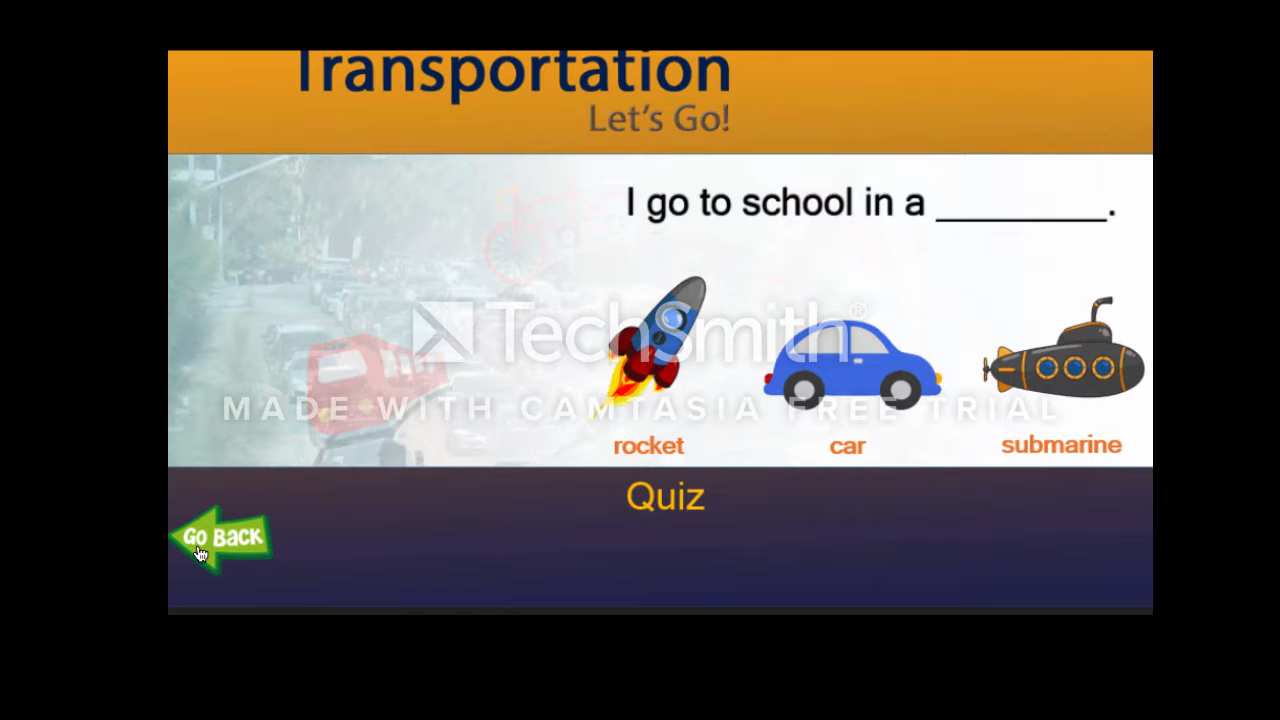 Transportation
Let's Go!
I go to school in a ________.
TechSmith®
MADE WITH CAMTASIA FREE TRIAL
rocket car submarine
Quiz
GO BACK